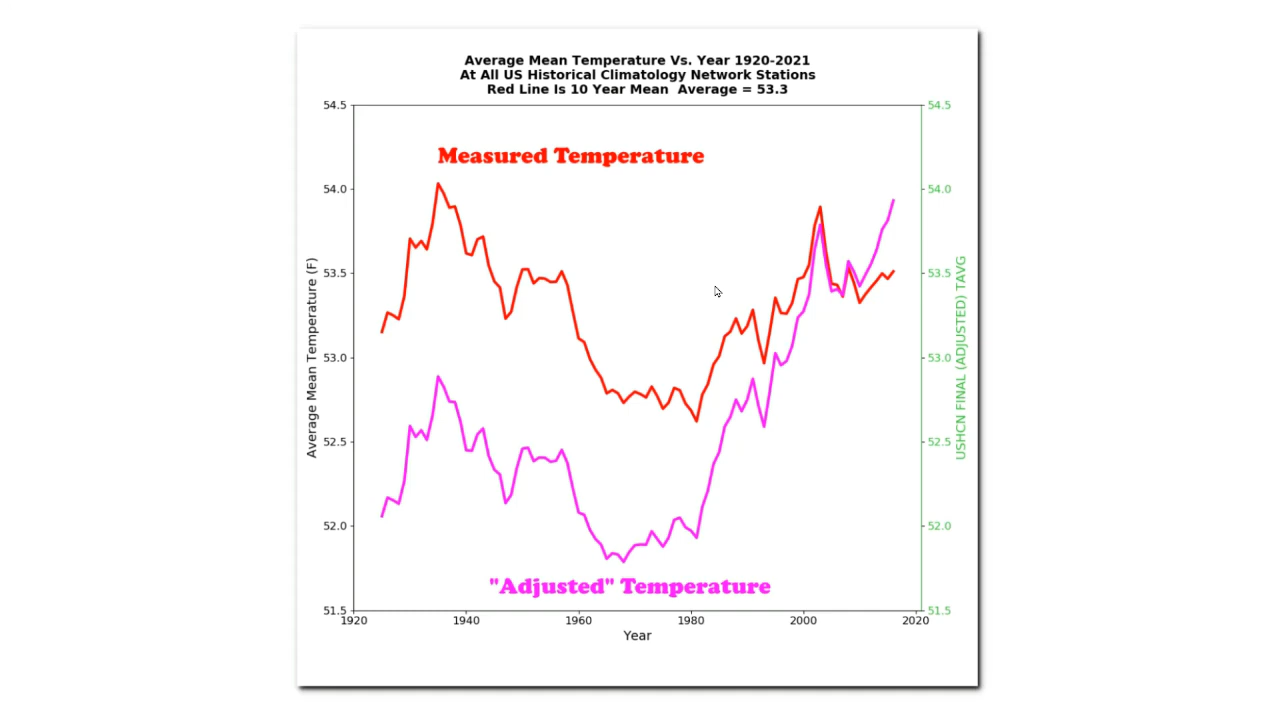 Average Mean Temperature Vs. Year 1920-2021
At All US Historical Climatology Network Stations
Red Line Is 10 Year Mean  Average = 53.3
54.5
54.5
Measured Temperature
54.0
54.0
53.5
53.5
Average Mean Temperature (F)
USHCN FINAL (ADJUSTED) TAVG
53.0
53.0
52.5
52.5
52.0
52.0
"Adjusted" Temperature
51.5
51.5
1920
1940
1960
1980
2000
2020
Year